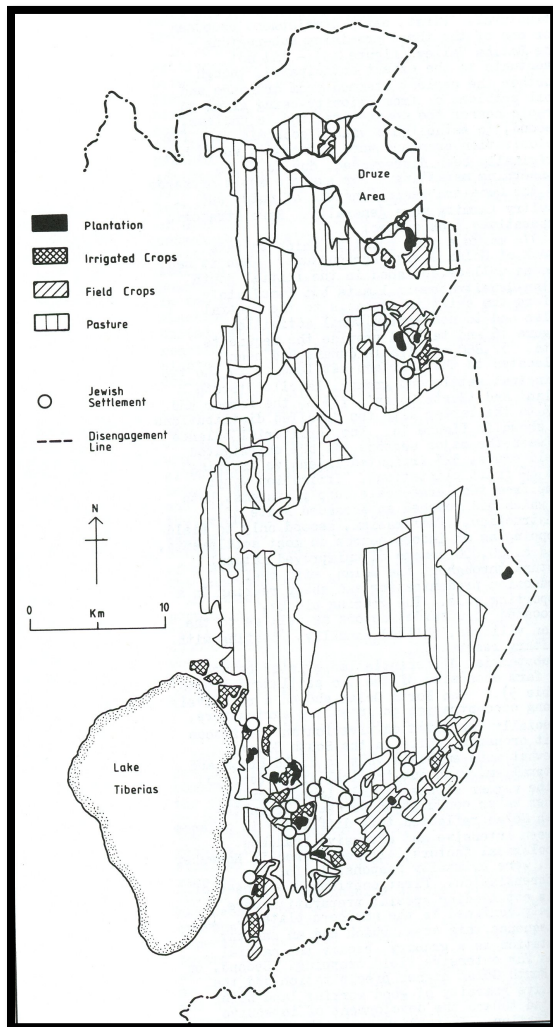 Druze
Area
Plantation
Irrigated Crops
Field Crops
Pasture
Jewish
Settlement
Disengagement
Line
N
0 Km 10
Lake
Tiberias